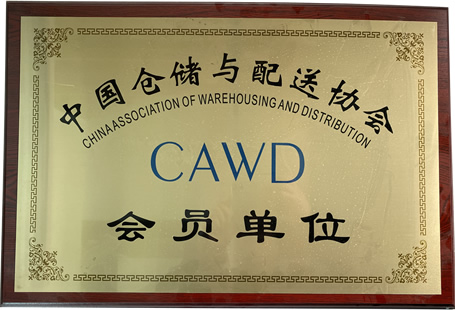 中国仓储与配送协会
CHINA ASSOCIATION OF WAREHOUSING AND DISTRIBUTION
CAWD
会员单位